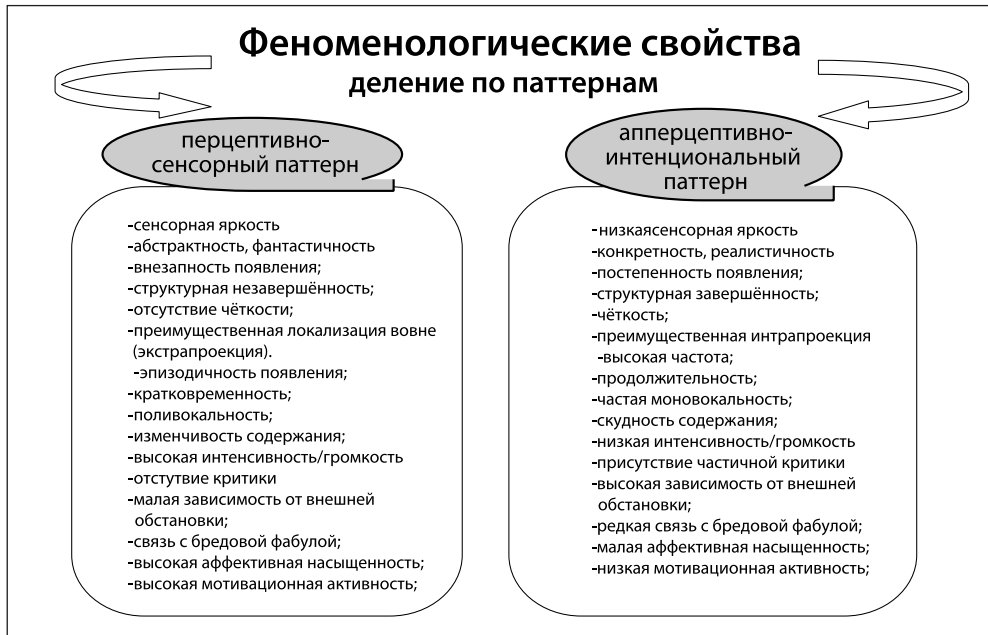 Феноменологические свойства
деление по паттернам
перцептивно-
сенсорный паттерн
-сенсорная яркость
-абстрактность, фантастичность
-внезапность появления;
-структурная незавершённость;
-отсутствие чёткости;
-преимущественная локализация вовне
(экстрапроекция).
-эпизодичность появления;
-кратковременность;
-поливокальность;
-изменчивость содержания;
-высокая интенсивность/громкость
-отстутвие критики
-малая зависимость от внешней
обстановки;
-связь с бредовой фабулой;
-высокая аффективная насыщенность;
-высокая мотивационная активность;
апперцептивно-
интенциональный
паттерн
-низкаясенсорная яркость
-конкретность, реалистичность
-постепенность появления;
-структурная завершённость;
-чёткость;
-преимущественная интрапроекция
-высокая частота;
-продолжительность;
-частая моновокальность;
-скудность содержания;
-низкая интенсивность/громкость
-присутствие частичной критики
-высокая зависимость от внешней
обстановки;
-редкая связь с бредовой фабулой;
-малая аффективная насыщенность;
-низкая мотивационная активность;